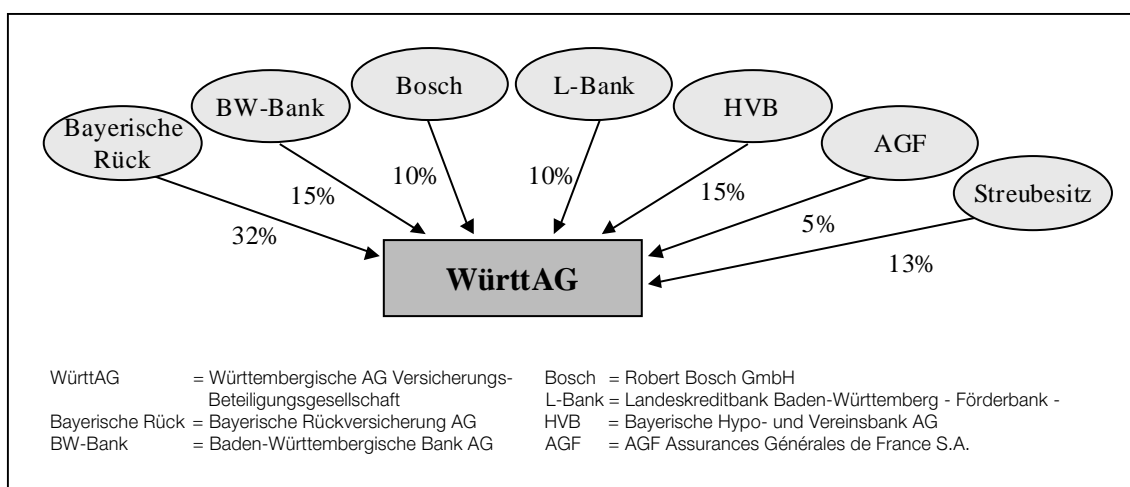 Bayerische
Rück
BW-Bank
Bosch
L-Bank
HVB
AGF
Streubesitz
32%
15%
10%
10%
15%
5%
13%
WürttAG
WürttAG = Württembergische AG Versicherungs-
Beteiligungsgesellschaft
Bayerische Rück = Bayerische Rückversicherung AG
BW-Bank = Baden-Württembergische Bank AG
Bosch = Robert Bosch GmbH
L-Bank = Landeskreditbank Baden-Württemberg - Förderbank -
HVB = Bayerische Hypo- und Vereinsbank AG
AGF = AGF Assurances Générales de France S.A.